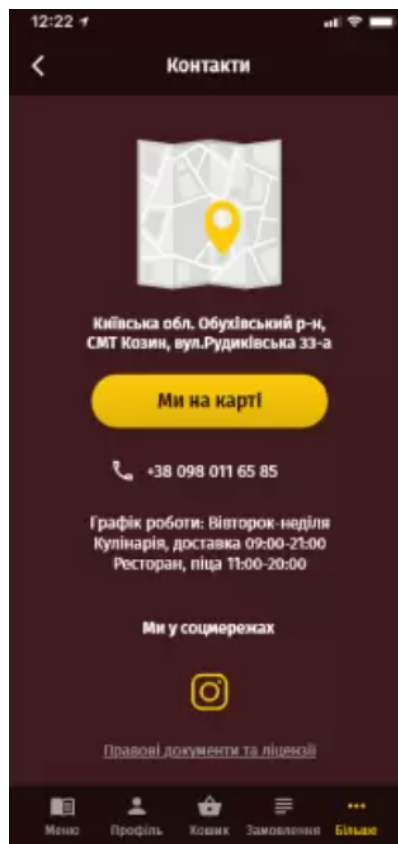 12:22
Контакти
Київська обл. Обухівський р-н,
СМТ Козин, вул.Рудиківська 33-а
Ми на карті
+38 098 011 65 85
Графік роботи: Вівторок-неділя
Кулінарія, доставка 09:00-21:00
Ресторан, піца 11:00-20:00
Ми у соцмережах
Правові документи та ліцензії
Меню Профіль Кошик Замовлення Більше